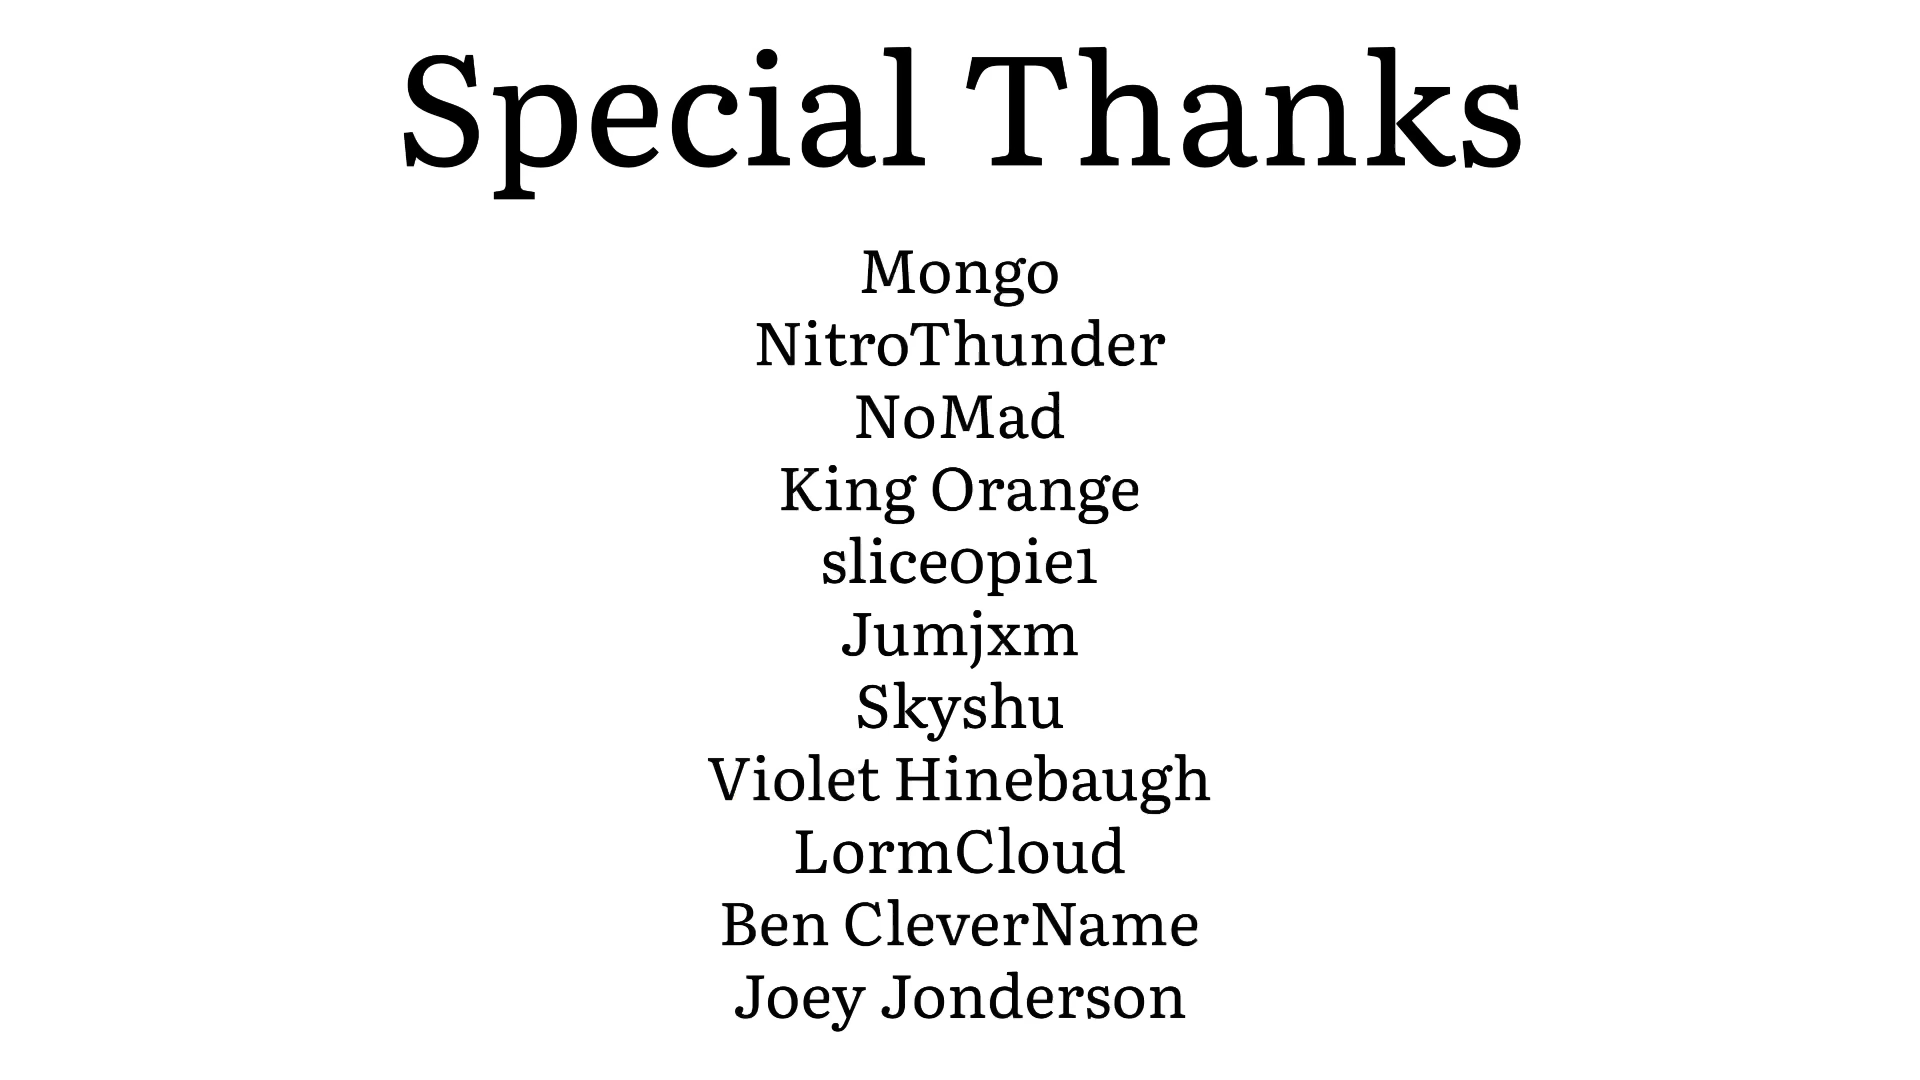 Special Thanks
Mongo
NitroThunder
NoMad
King Orange
slice0pie1
Jumjxm
Skyshu
Violet Hinebaugh
LormCloud
Ben CleverName
Joey Jonderson